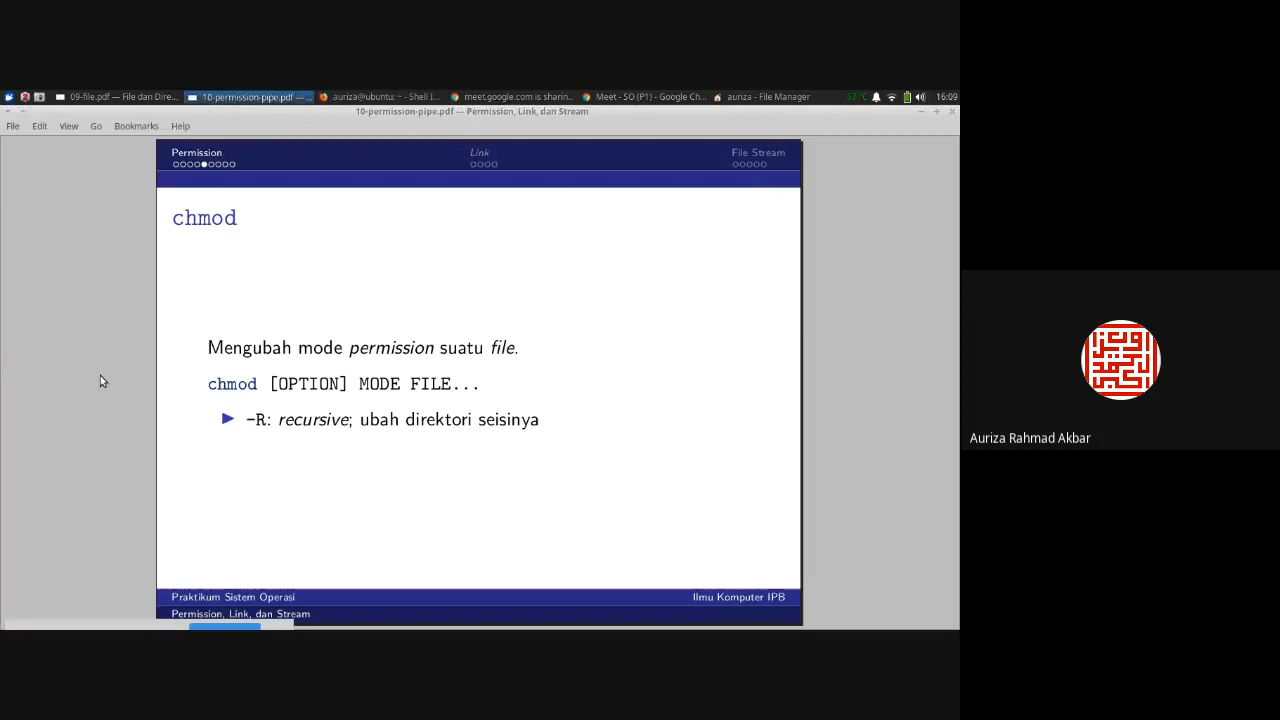 09-file.pdf — File dan Dire...
10-permission-pipe.pdf — ...
auriza@ubuntu: ~ - Shell I...
meet.google.com is sharin...
Meet - SO (P1) - Google Ch...
auriza - File Manager
57°C
16:09
10-permission-pipe.pdf — Permission, Link, dan Stream
File Edit View Go Bookmarks Help
Permission Link File Stream
chmod
Mengubah mode permission suatu file.
chmod [OPTION] MODE FILE...
-R: recursive; ubah direktori seisinya
Praktikum Sistem Operasi Ilmu Komputer IPB
Permission, Link, dan Stream
Auriza Rahmad Akbar